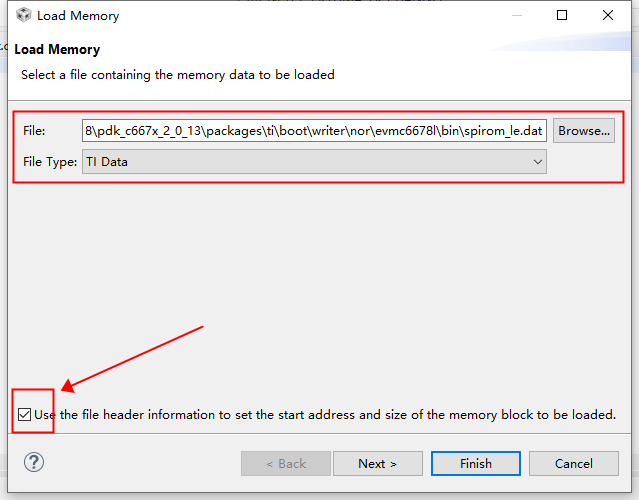 Load Memory
Load Memory
Select a file containing the memory data to be loaded
File: 8\pdk_c667x_2_0_13\packages\ti\boot\writer\nor\evmc6678l\bin\spirom_le.dat Browse...
File Type: TI Data
Use the file header information to set the start address and size of the memory block to be loaded.
? < Back Next > Finish Cancel